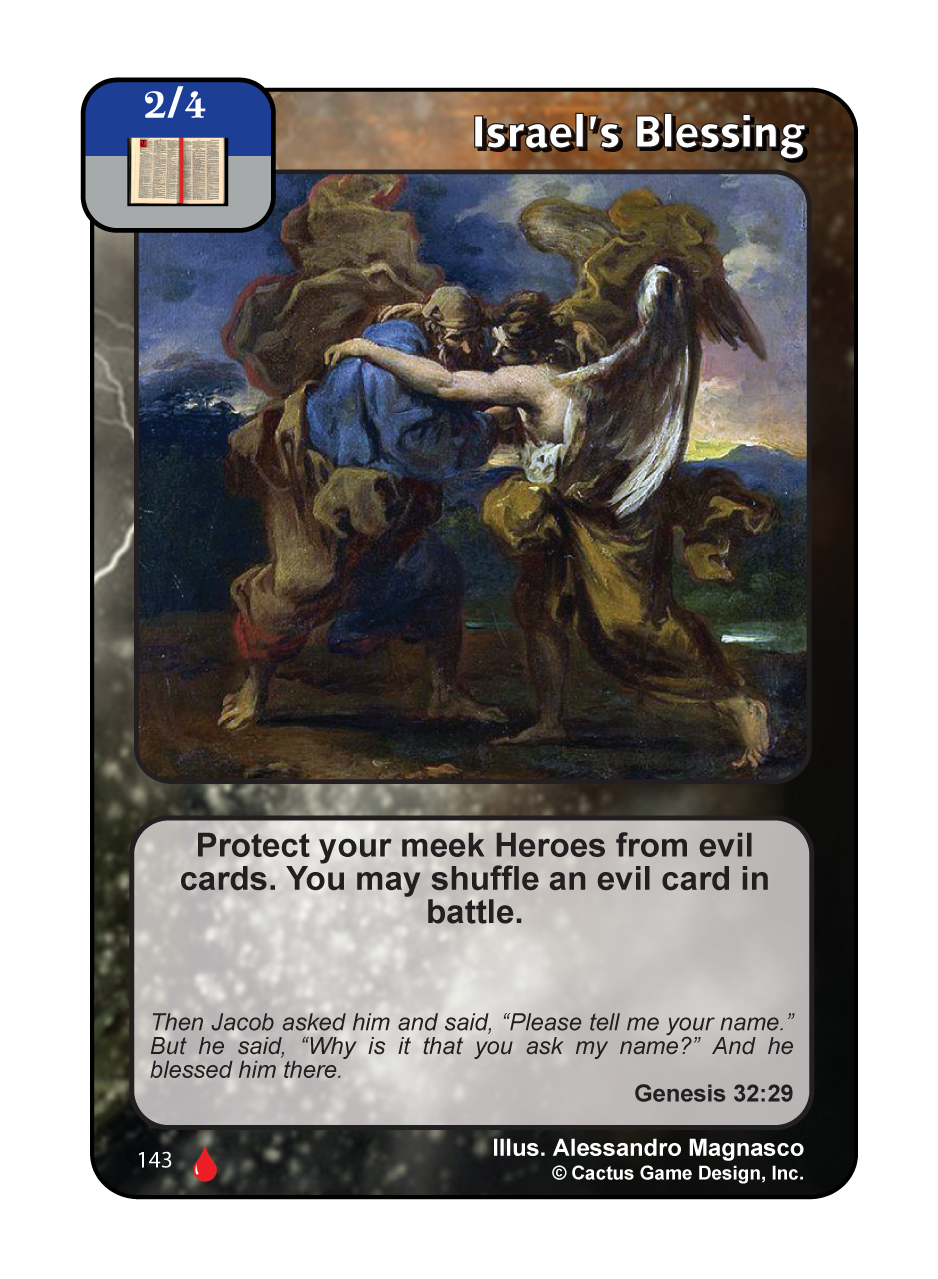 2/4
Israel's Blessing
Protect your meek Heroes from evil
cards. You may shuffle an evil card in
battle.
Then Jacob asked him and said, “Please tell me your name.”
But he said, “Why is it that you ask my name?” And he
blessed him there.
Genesis 32:29
143
Illus. Alessandro Magnasco
© Cactus Game Design, Inc.